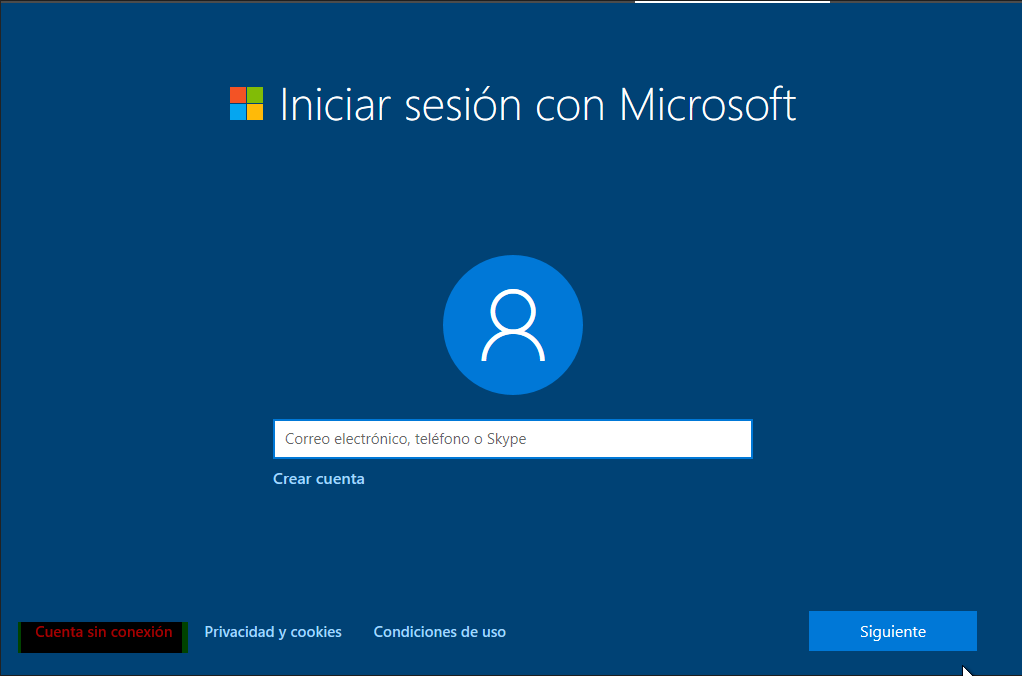 Iniciar sesión con Microsoft
Correo electrónico, teléfono o Skype
Crear cuenta
Cuenta sin conexión
Privacidad y cookies
Condiciones de uso
Siguiente